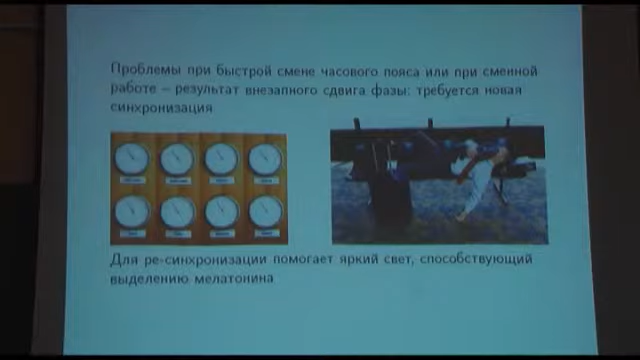 Проблемы при быстрой смене часового пояса или при сменной
работе – результат внезапного сдвига фазы: требуется новая
синхронизация
Для ре-синхронизации помогает яркий свет, способствующий
выделению мелатонина